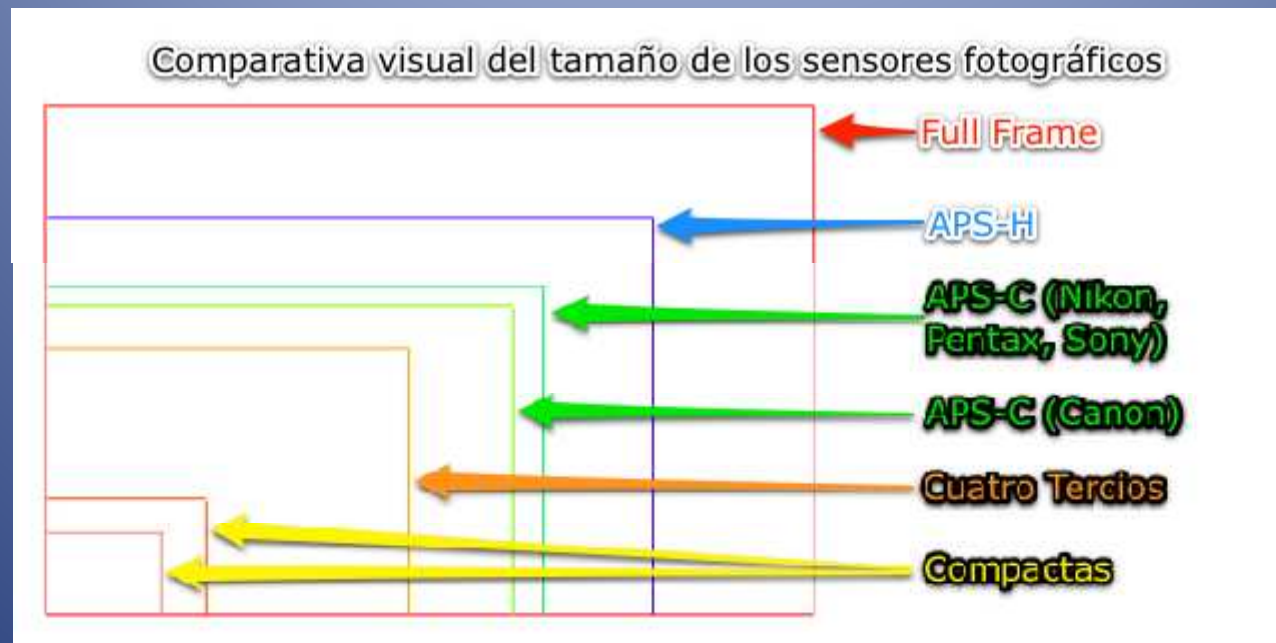 Comparativa visual del tamaño de los sensores fotográficos
Full Frame
APS-H
APS-C (Nikon,
Pentax, Sony)
APS-C (Canon)
Cuatro Tercios
Compactas